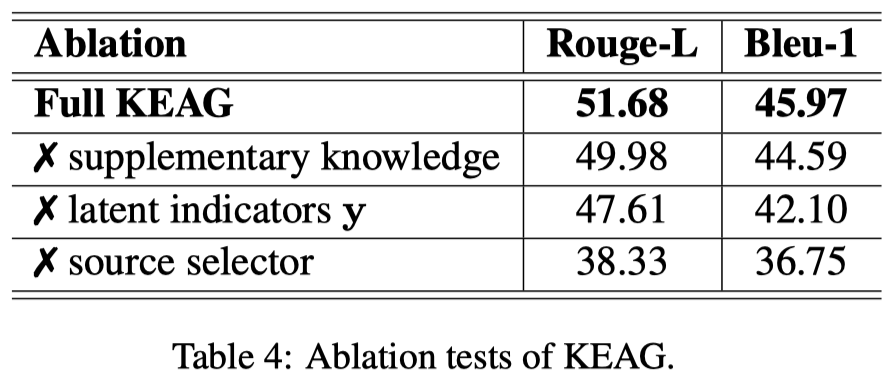 Ablation Rouge-L Bleu-1
Full KEAG 51.68 45.97
✗ supplementary knowledge 49.98 44.59
✗ latent indicators y 47.61 42.10
✗ source selector 38.33 36.75
Table 4: Ablation tests of KEAG.